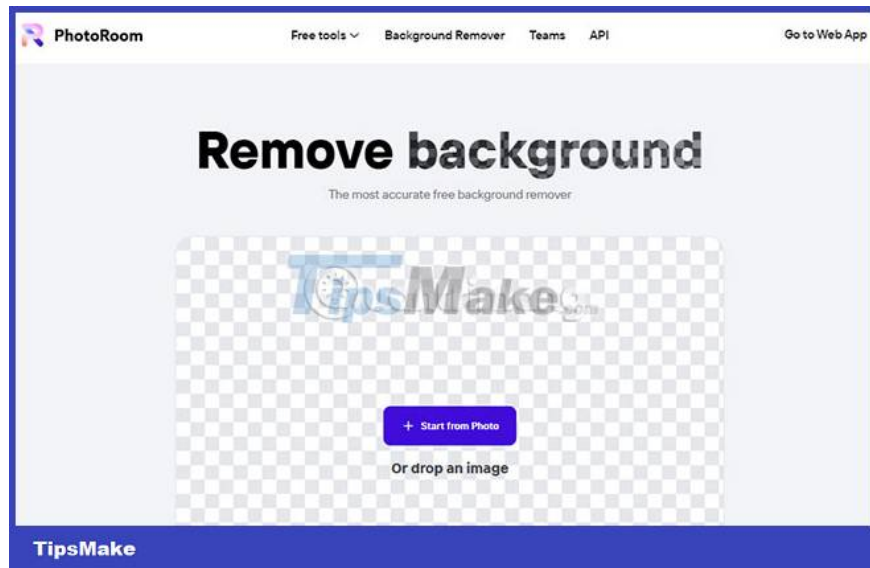 PhotoRoom
Free tools
Background Remover
Teams
API
Go to Web App
Remove background
The most accurate free background remover
TipsMake.com
+ Start from Photo
Or drop an image
TipsMake